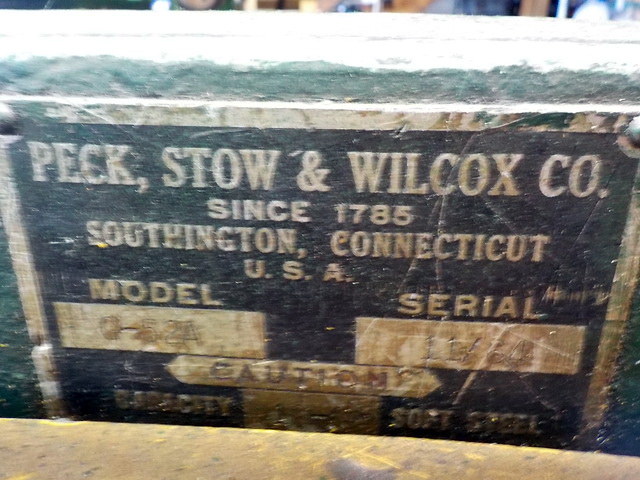 PECK, STOW & WILCOX CO.
SINCE 1785
SOUTHINGTON, CONNECTICUT
U. S. A.
MODEL SERIAL
CAUTION
CAPACITY SOFT STEEL